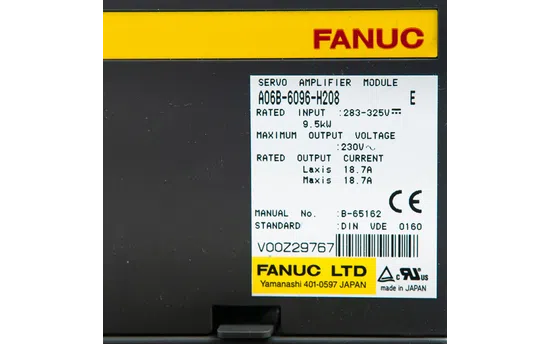 FANUC
SERVO AMPLIFIER MODULE
A06B-6096-H208 E
RATED INPUT :283-325V⎓
9.5kW
MAXIMUM OUTPUT VOLTAGE
:230V~
RATED OUTPUT CURRENT
Laxis 18.7A
Maxis 18.7A
CE
MANUAL No. :B-65162
STANDARD :DIN VDE 0160
V00Z29767
FANUC LTD
Yamanashi 401-0597 JAPAN
c RU us
made in JAPAN